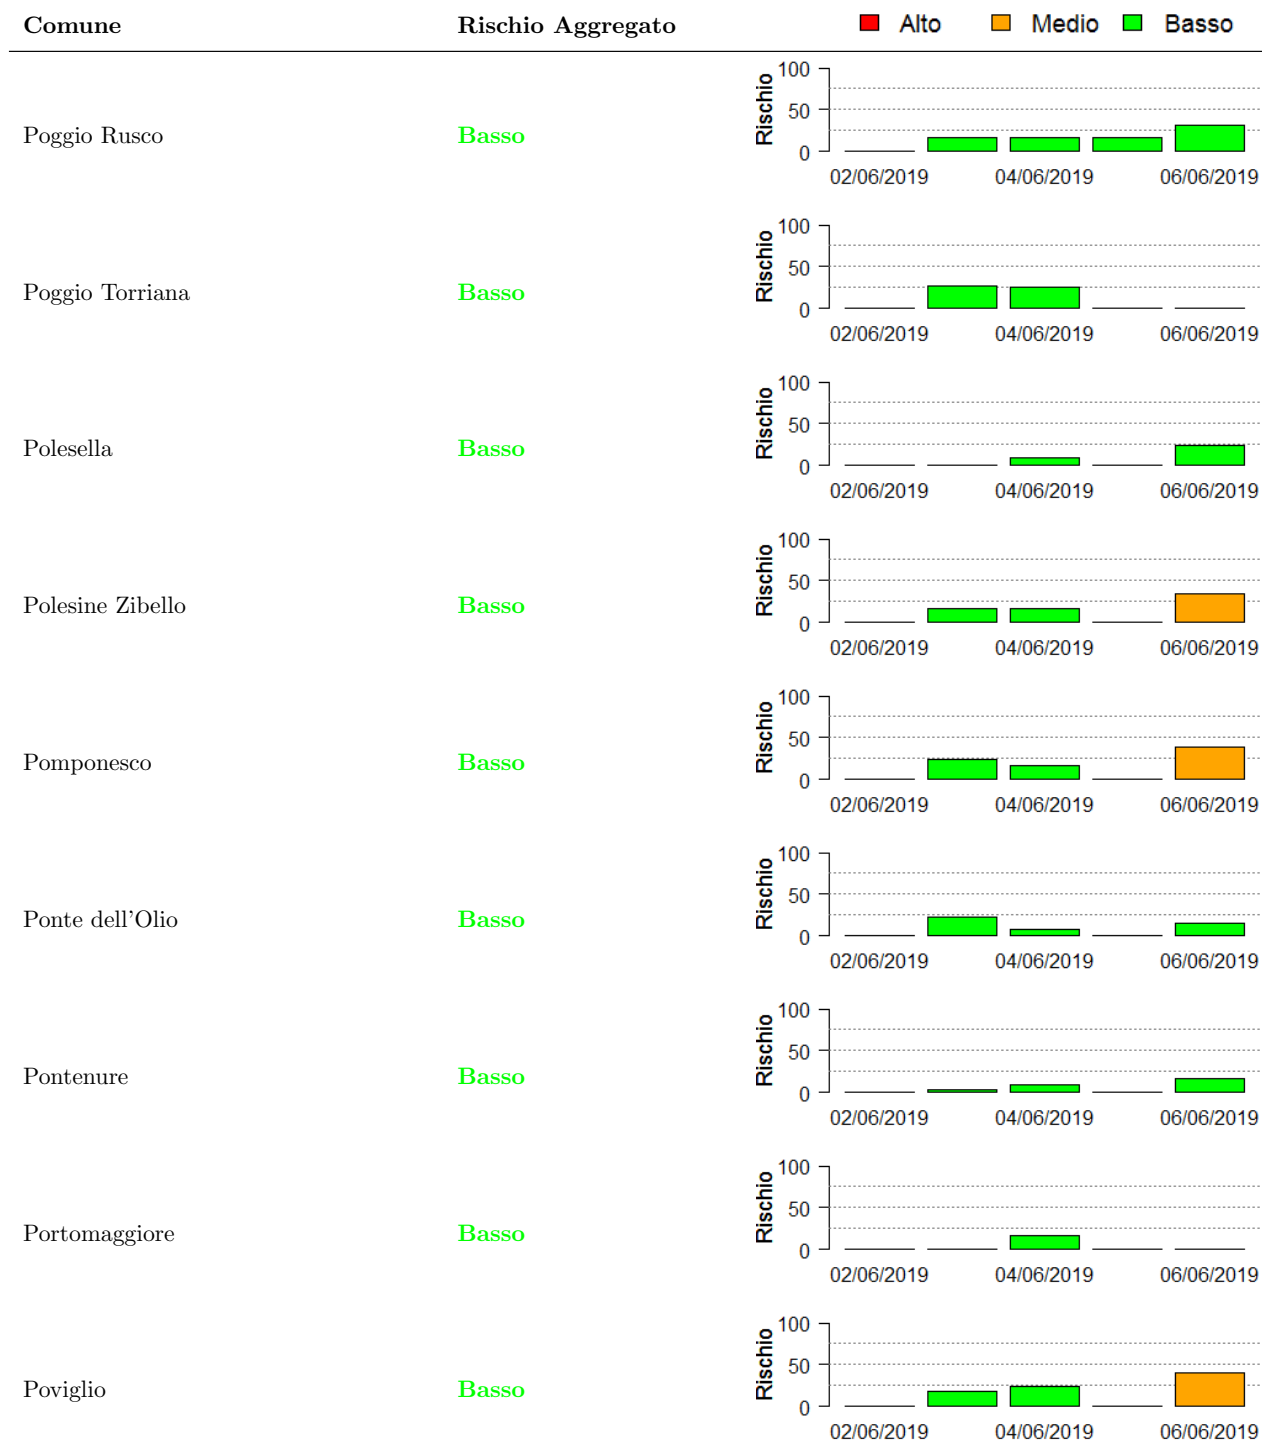 Comune Rischio Aggregato Alto Medio Basso
Poggio Rusco Basso Rischio 100 50 0
02/06/2019 04/06/2019 06/06/2019
Poggio Torriana Basso Rischio 100 50 0
02/06/2019 04/06/2019 06/06/2019
Polesella Basso Rischio 100 50 0
02/06/2019 04/06/2019 06/06/2019
Polesine Zibello Basso Rischio 100 50 0
02/06/2019 04/06/2019 06/06/2019
Pomponesco Basso Rischio 100 50 0
02/06/2019 04/06/2019 06/06/2019
Ponte dell'Olio Basso Rischio 100 50 0
02/06/2019 04/06/2019 06/06/2019
Pontenure Basso Rischio 100 50 0
02/06/2019 04/06/2019 06/06/2019
Portomaggiore Basso Rischio 100 50 0
02/06/2019 04/06/2019 06/06/2019
Poviglio Basso Rischio 100 50 0
02/06/2019 04/06/2019 06/06/2019